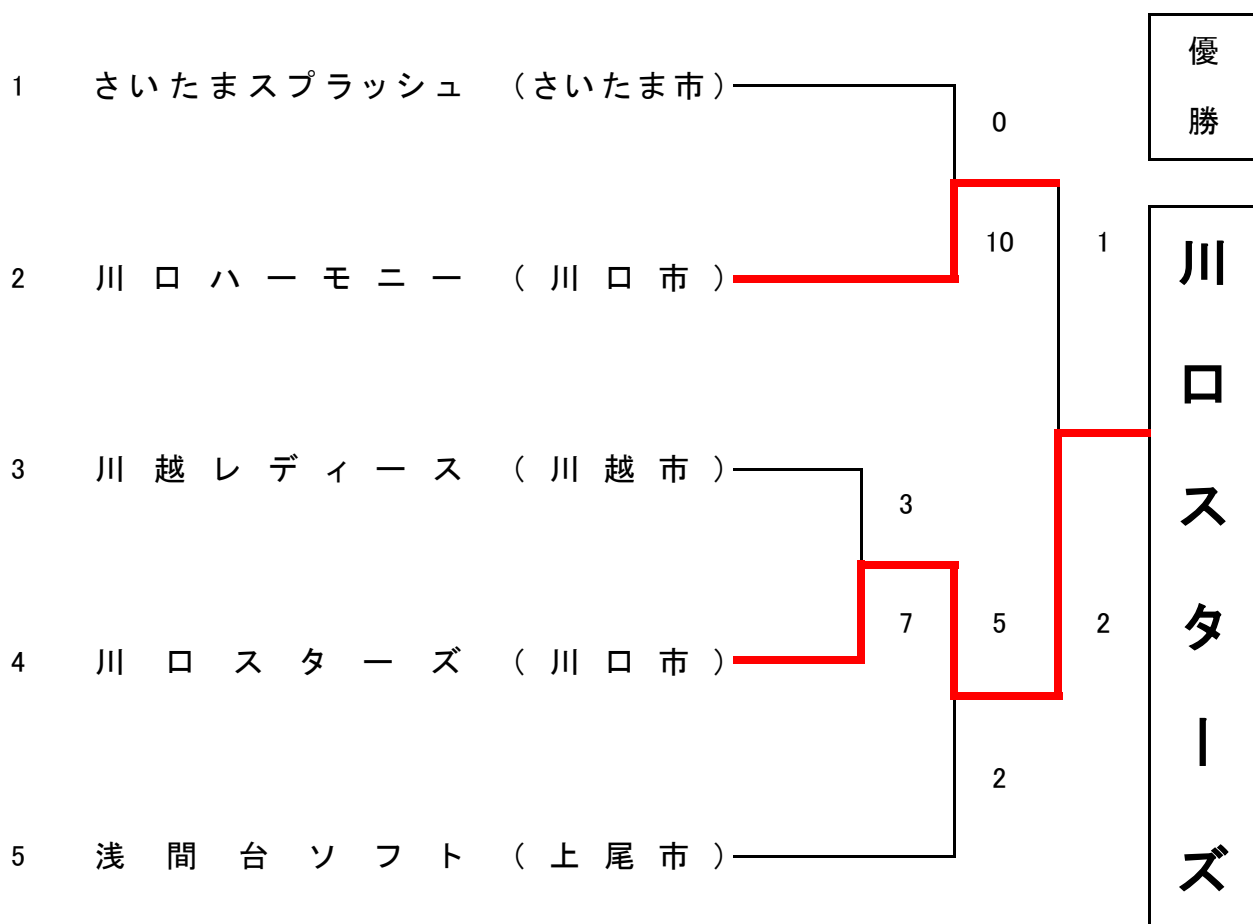 1 さいたまスプラッシュ (さいたま市)
0
10
2 川口ハーモニー (川口市)
1
3 川越レディース (川越市)
3
7
4 川口スターズ (川口市)
5
2
2
5 浅間台ソフト (上尾市)
優勝
川口スターズ